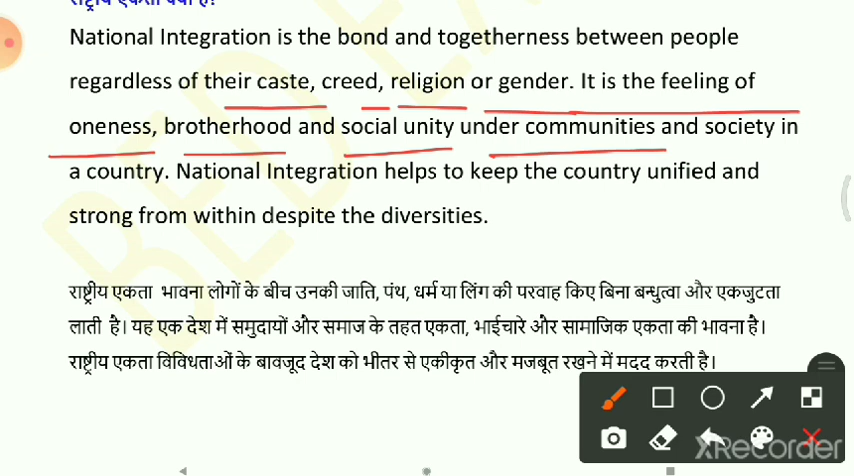 राष्ट्रीय एकता क्या है?
National Integration is the bond and togetherness between people
regardless of their caste, creed, religion or gender. It is the feeling of
oneness, brotherhood and social unity under communities and society in
a country. National Integration helps to keep the country unified and
strong from within despite the diversities.
राष्ट्रीय एकता भावना लोगों के बीच उनकी जाति, पंथ, धर्म या लिंग की परवाह किए बिना बन्धुत्वा और एकजुटता
लाती है। यह एक देश में समुदायों और समाज के तहत एकता, भाईचारे और सामाजिक एकता की भावना है।
राष्ट्रीय एकता विविधताओं के बावजूद देश को भीतर से एकीकृत और मजबूत रखने में मदद करती है।
XRecorder